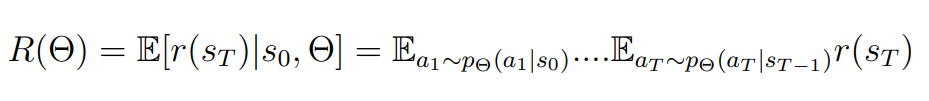 R(Θ) = 𝔼[r(s_T)|s_0, Θ] = 𝔼_{a_1∼p_Θ(a_1|s_0)}....𝔼_{a_T∼p_Θ(a_T|s_{T−1})}r(s_T)